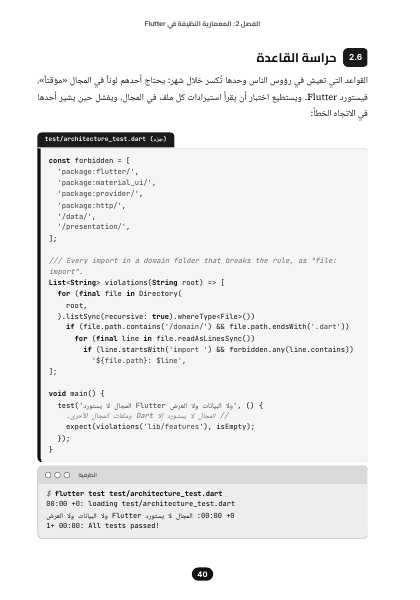 الفصل 2: المعمارية النظيفة في Flutter
2.6 حراسة القاعدة
القواعد التي تعيش في رؤوس الناس وحدها تُكسر خلال شهر: يحتاج أحدهم لوناً في المجال «مؤقتاً»،
فيستورد Flutter. ويستطيع اختبار أن يقرأ استيرادات كل ملف في المجال، ويفشل حين يشير أحدها
في الاتجاه الخطأ:
test/architecture_test.dart (جزء)
const forbidden = [
'package:flutter/',
'package:material_ui/',
'package:provider/',
'package:http/',
'/data/',
'/presentation/',
];
/// Every import in a domain folder that breaks the rule, as "file:
import".
List<String> violations(String root) => [
for (final file in Directory(
root,
).listSync(recursive: true).whereType<File>())
if (file.path.contains('/domain/') && file.path.endsWith('.dart'))
for (final line in file.readAsLinesSync())
if (line.startsWith('import ') && forbidden.any(line.contains))
'${file.path}: $line',
];
void main() {
test('المجال لا يستورد Flutter ولا البيانات ولا العرض', () {
// المجال لا يستورد إلا Dart وملفات المجال الأخرى.
expect(violations('lib/features'), isEmpty);
});
}
الطرفية
$ flutter test test/architecture_test.dart
00:00 +0: loading test/architecture_test.dart
00:00 +0: المجال لا يستورد Flutter ولا البيانات ولا العرض
00:00 +1: All tests passed!
40